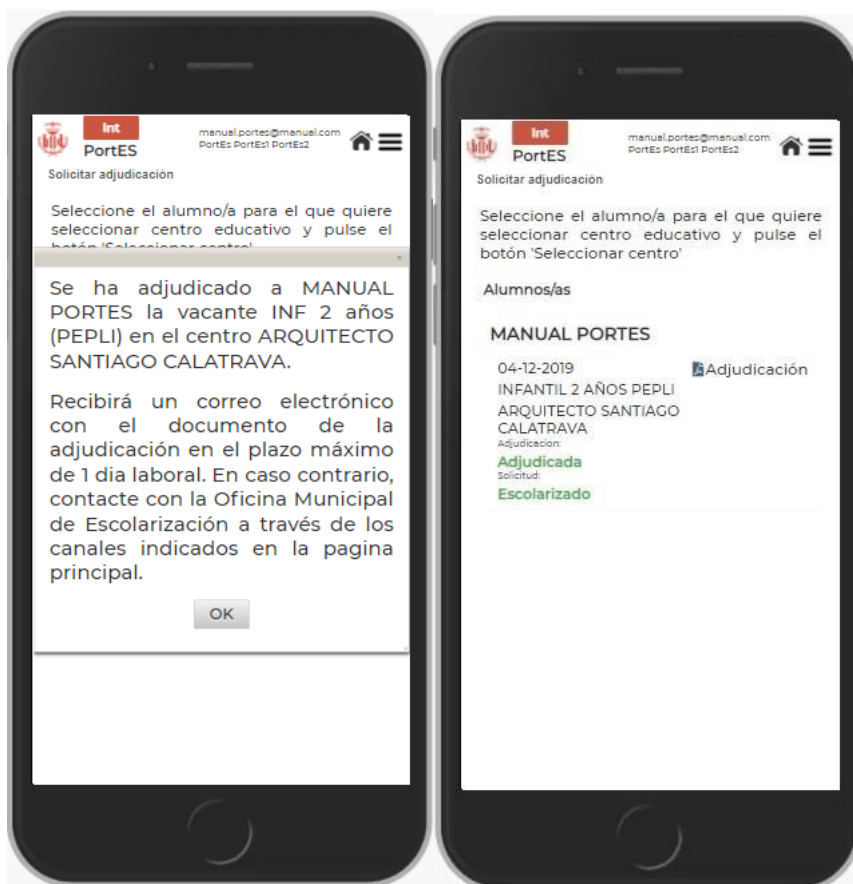 Int
PortES
manual.portes@manual.com
PortEs PortEs1 PortEs2
Solicitar adjudicación
Seleccione el alumno/a para el que quiere
seleccionar centro educativo y pulse el
botón 'Seleccionar centro'
Se ha adjudicado a MANUAL
PORTES la vacante INF 2 años
(PEPLI) en el centro ARQUITECTO
SANTIAGO CALATRAVA.
Recibirá un correo electrónico
con el documento de la
adjudicación en el plazo máximo
de 1 dia laboral. En caso contrario,
contacte con la Oficina Municipal
de Escolarización a través de los
canales indicados en la pagina
principal.
OK
Int
PortES
manual.portes@manual.com
PortEs PortEs1 PortEs2
Solicitar adjudicación
Seleccione el alumno/a para el que quiere
seleccionar centro educativo y pulse el
botón 'Seleccionar centro'
Alumnos/as
MANUAL PORTES
04-12-2019
Adjudicación
INFANTIL 2 AÑOS PEPLI
ARQUITECTO SANTIAGO
CALATRAVA
Adjudicacion:
Adjudicada
Solicitud:
Escolarizado